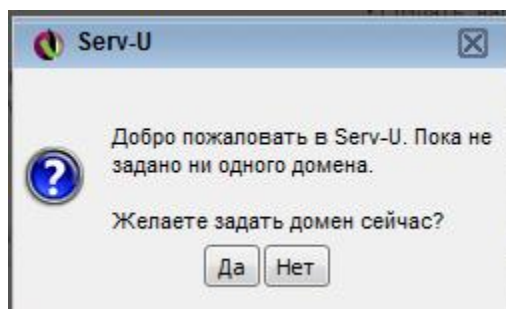 Serv-U
Добро пожаловать в Serv-U. Пока не
задано ни одного домена.
Желаете задать домен сейчас?
Да Нет